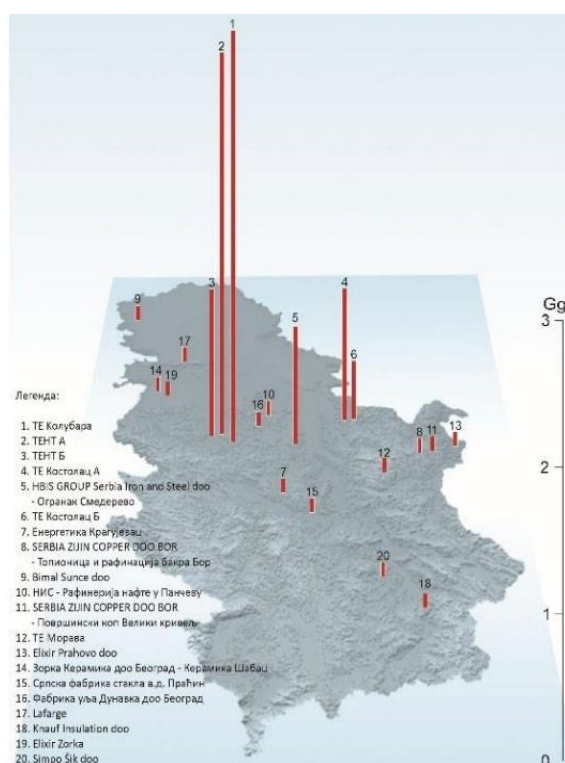 1
2
3
4
9
5
Gg
3
17
6
14
19
10
16
8
11
13
12
2
7
15
20
18
1
0
Легенда:
1. ТЕ Колубара
2. ТЕНТ А
3. ТЕНТ Б
4. ТЕ Костолац А
5. HBIS GROUP Serbia Iron and Steel doo
- Огранак Смедерево
6. ТЕ Костолац Б
7. Енергетика Крагујевац
8. SERBIA ZIJIN COPPER DOO BOR
- Топионица и рафинација бакра Бор
9. Bimal Sunce doo
10. НИС - Рафинерија нафте у Панчеву
11. SERBIA ZIJIN COPPER DOO BOR
- Површински коп Велики кривељ
12. ТЕ Морава
13. Elixir Prahovo doo
14. Зорка Керамика доо Београд - Керамика Шабац
15. Српска фабрика стакла а.д. Праћин
16. Фабрика уља Дунавка доо Београд
17. Lafarge
18. Knauf Insulation doo
19. Elixir Zorka
20. Simpo Šik doo